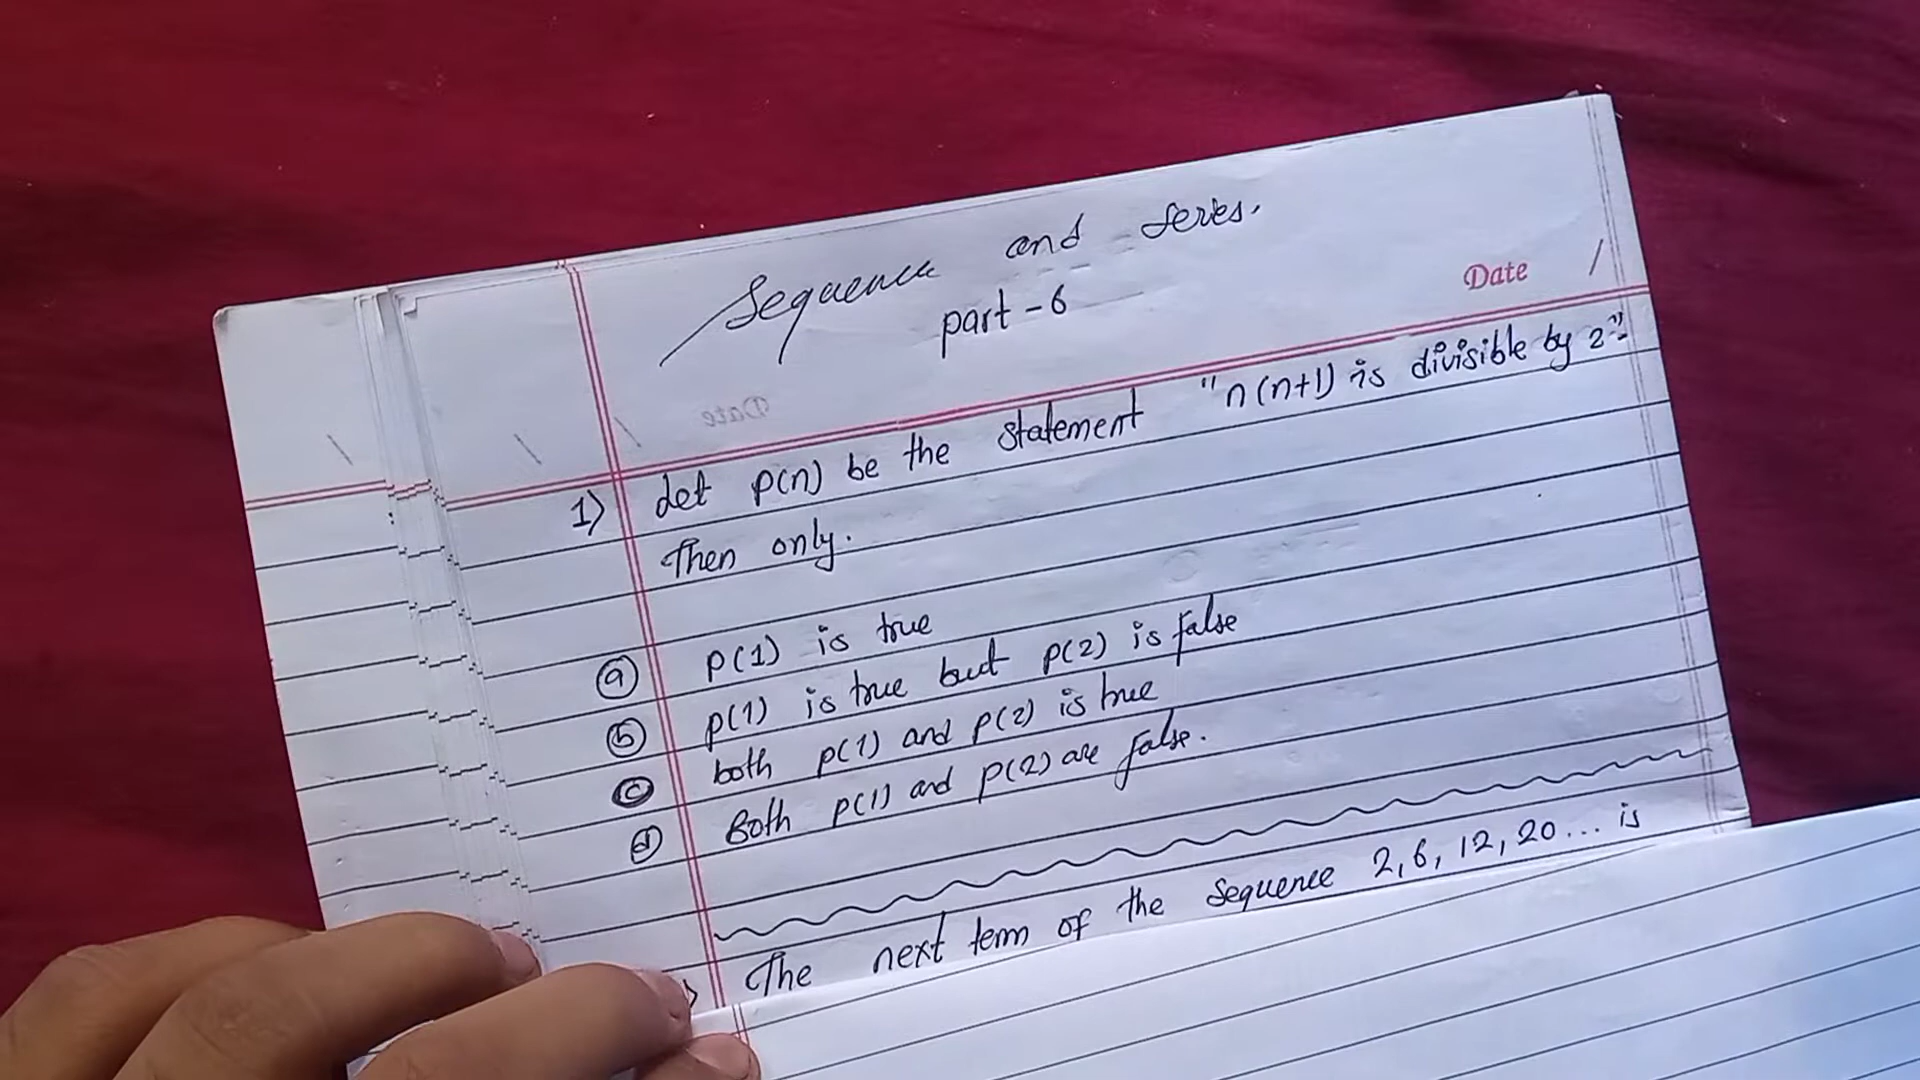 Sequence and series.
part - 6
Date /
Date
1) Let p(n) be the statement "n(n+1) is divisible by 2".
Then only.
(a) p(1) is true
(b) p(1) is true but p(2) is false
(c) both p(1) and p(2) is true
(d) Both p(1) and p(2) are false.
The next term of the sequence 2, 6, 12, 20 ... is